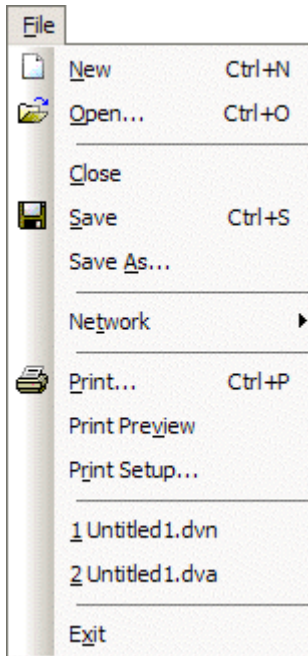 File
New Ctrl+N
Open... Ctrl+O
Close
Save Ctrl+S
Save As...
Network
Print... Ctrl+P
Print Preview
Print Setup...
1 Untitled1.dvn
2 Untitled1.dva
Exit